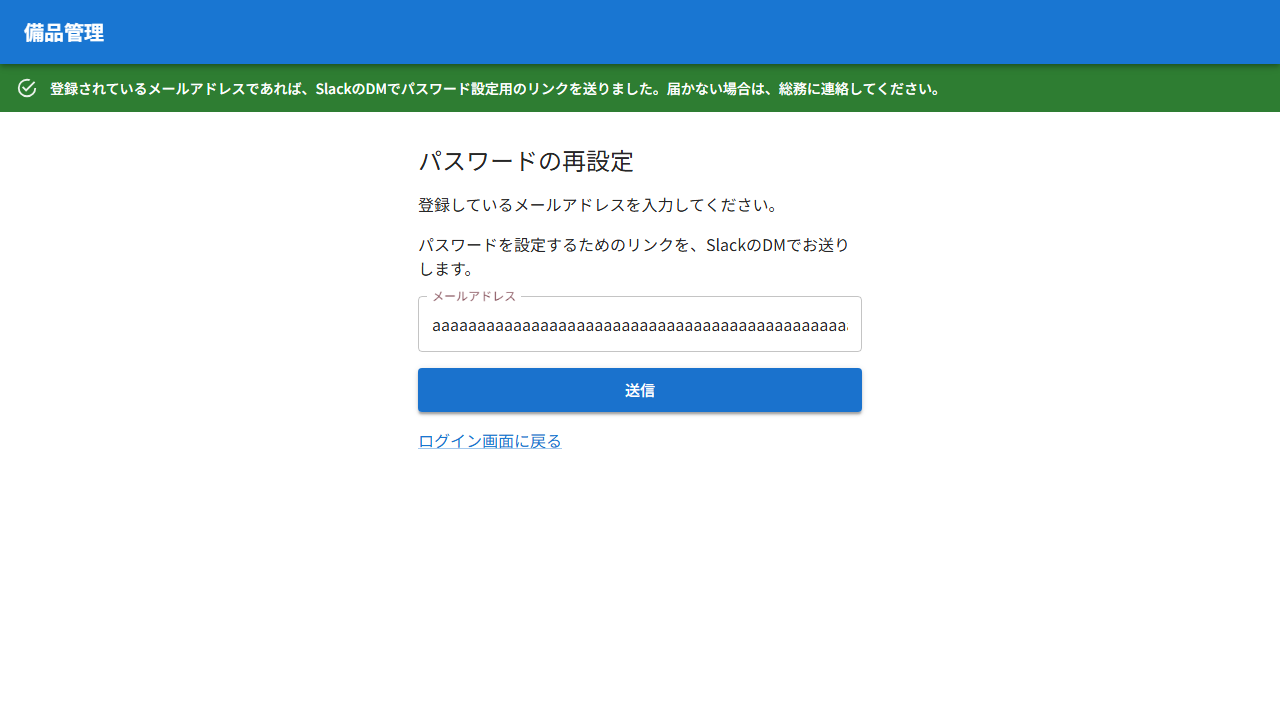 備品管理
登録されているメールアドレスであれば、SlackのDMでパスワード設定用のリンクを送りました。届かない場合は、総務に連絡してください。
パスワードの再設定
登録しているメールアドレスを入力してください。
パスワードを設定するためのリンクを、SlackのDMでお送り
します。
メールアドレス
aaaaaaaaaaaaaaaaaaaaaaaaaaaaaaaaaaaaaaaaaaaaaaa
送信
ログイン画面に戻る